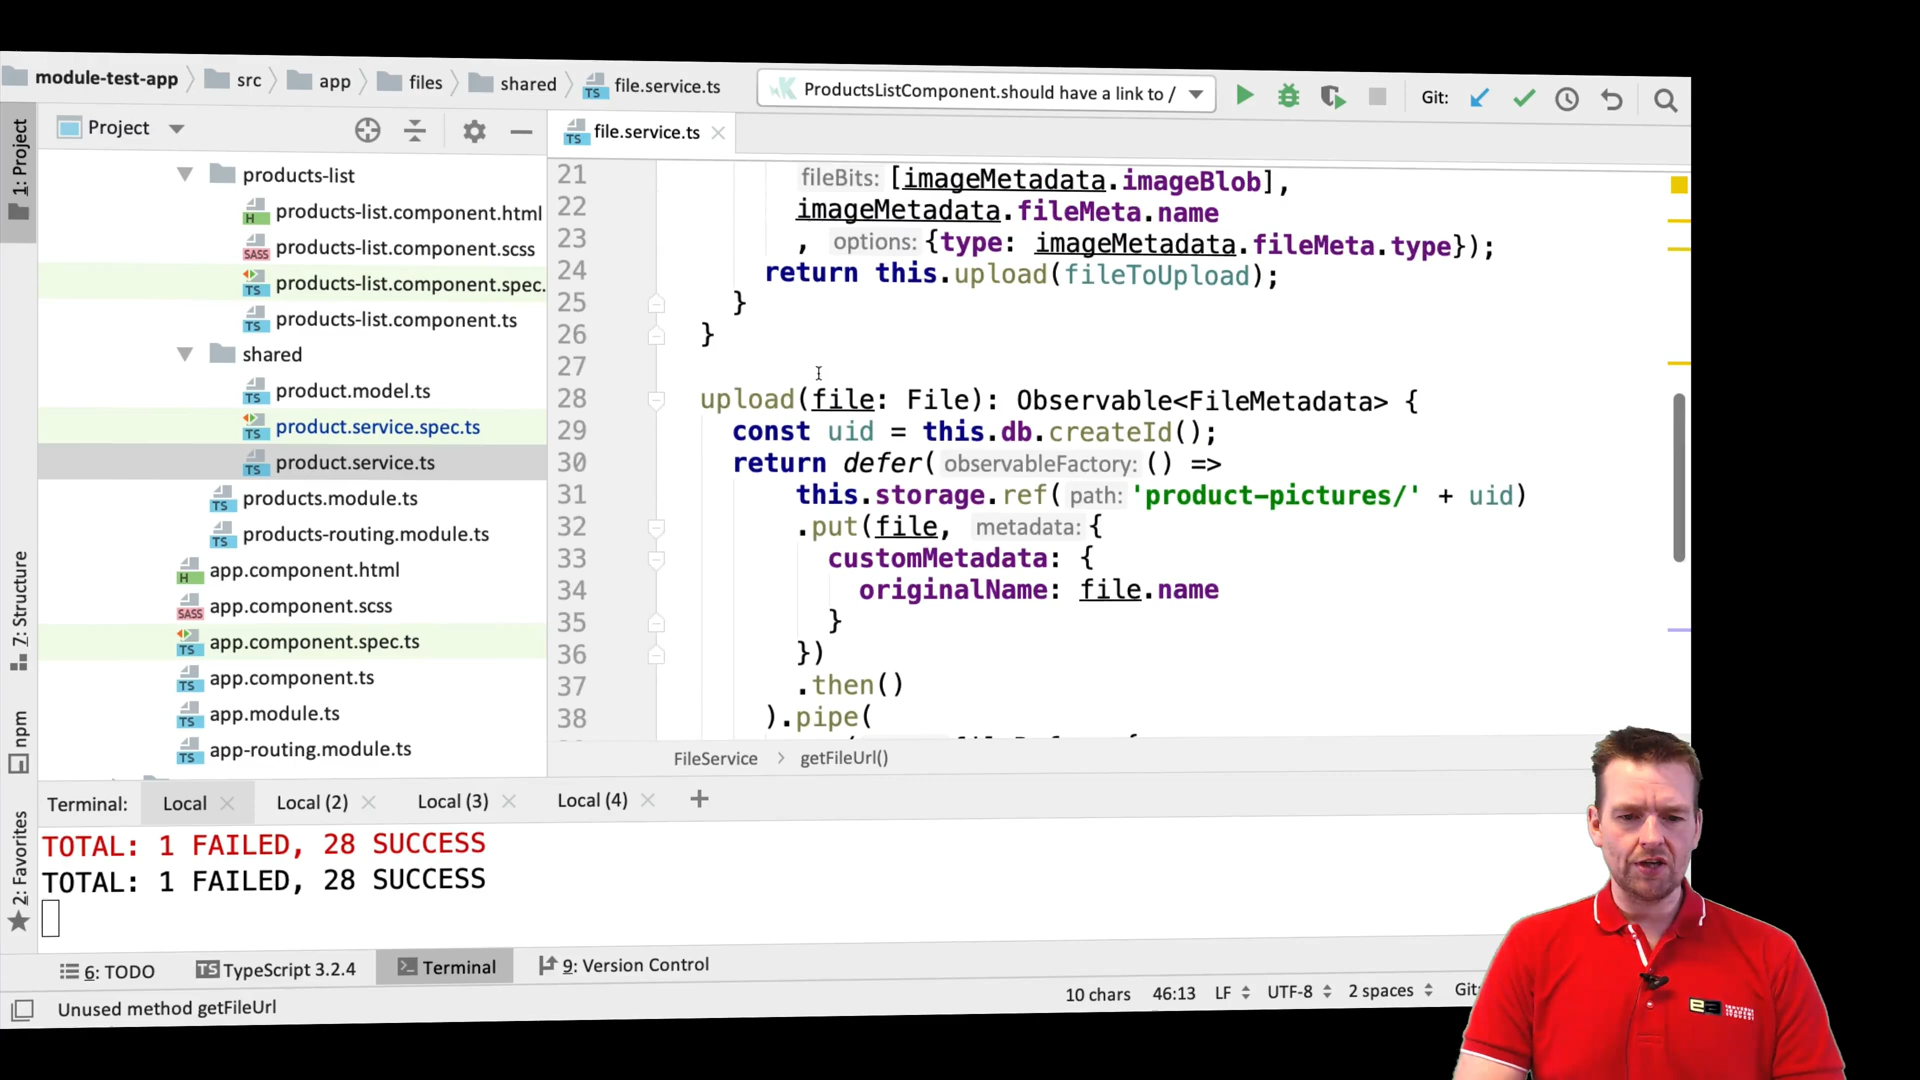 module-test-app src app files shared file.service.ts ProductsListComponent.should have a link to / Git:
1: Project
Project
file.service.ts
products-list
products-list.component.html
products-list.component.scss
products-list.component.spec.
products-list.component.ts
shared
product.model.ts
product.service.spec.ts
product.service.ts
products.module.ts
products-routing.module.ts
app.component.html
app.component.scss
app.component.spec.ts
app.component.ts
app.module.ts
app-routing.module.ts
7: Structure
npm
2: Favorites
21 fileBits: [imageMetadata.imageBlob],
22 imageMetadata.fileMeta.name
23 , options: {type: imageMetadata.fileMeta.type});
24 return this.upload(fileToUpload);
25 }
26 }
27
28 upload(file: File): Observable<FileMetadata> {
29 const uid = this.db.createId();
30 return defer( observableFactory: () =>
31 this.storage.ref( path: 'product-pictures/' + uid)
32 .put(file, metadata: {
33 customMetadata: {
34 originalName: file.name
35 }
36 })
37 .then()
38 ).pipe(
FileService > getFileUrl()
Terminal: Local Local (2) Local (3) Local (4)
TOTAL: 1 FAILED, 28 SUCCESS
TOTAL: 1 FAILED, 28 SUCCESS
6: TODO TypeScript 3.2.4 Terminal 9: Version Control
Unused method getFileUrl 10 chars 46:13 LF UTF-8 2 spaces Git: